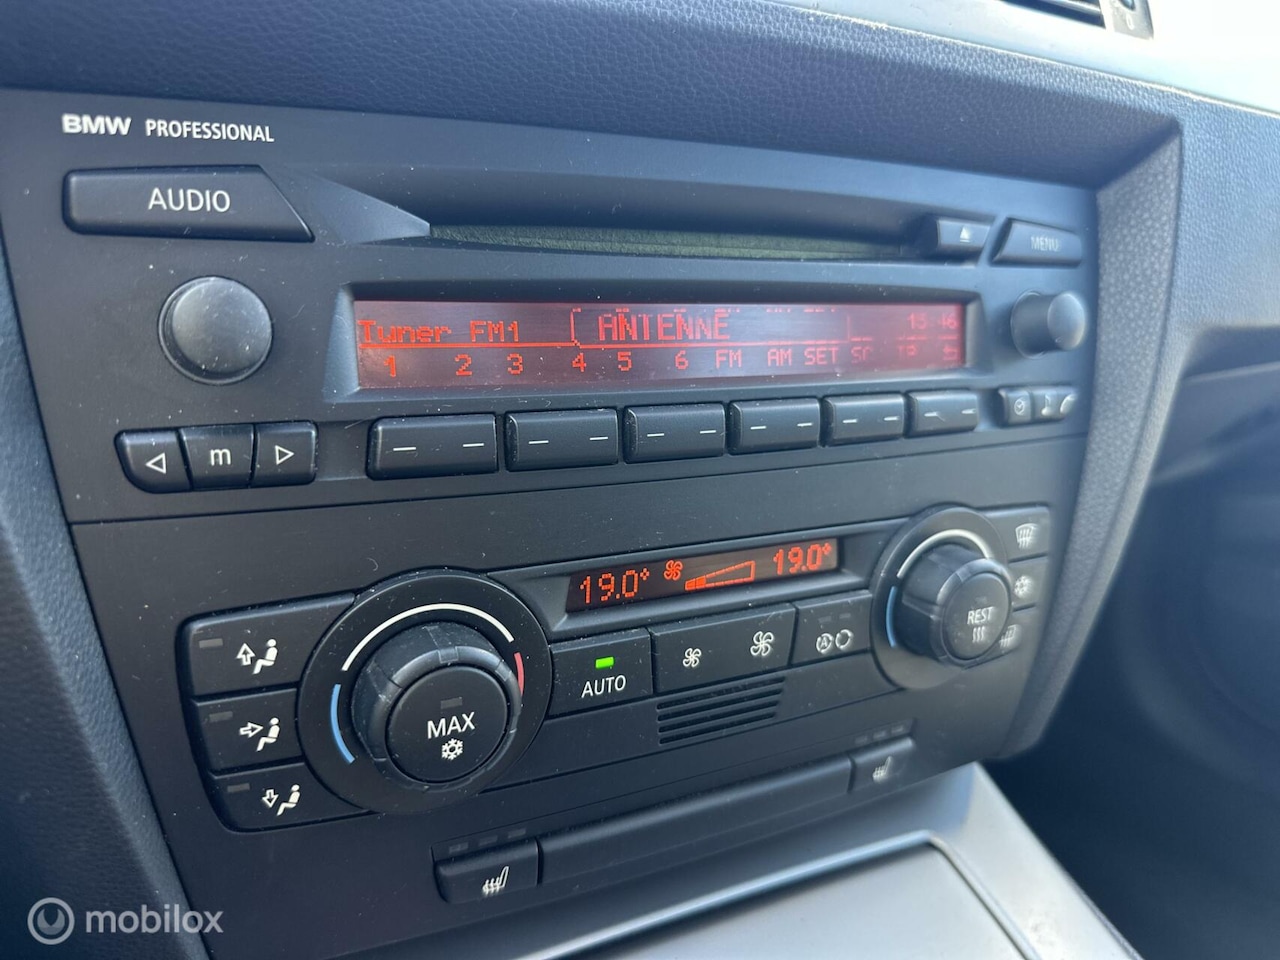 BMW PROFESSIONAL
AUDIO
MENU
Tuner FM1 ANTENNE
1 2 3 4 5 6 FM AM SET
m
19.0° 19.0°
REST
AUTO
MAX
mobilox